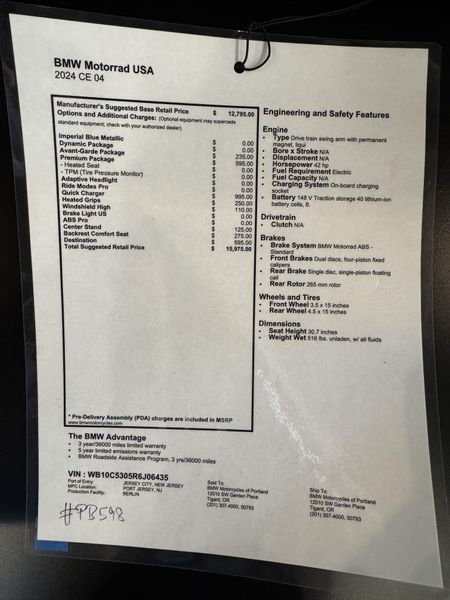 BMW Motorrad USA
2024 CE 04
Manufacturer's Suggested Base Retail Price $ 12,795.00
Options and Additional Charges: (Optional equipment may supercede
standard equipment; check with your authorized dealer).
Imperial Blue Metallic $ 0.00
Dynamic Package $ 0.00
Avant-Garde Package $ 0.00
Premium Package $ 235.00
- Heated Seat $ 595.00
- TPM (Tire Pressure Monitor) $ 0.00
Adaptive Headlight $ 0.00
Ride Modes Pro $ 0.00
Quick Charger $ 995.00
Heated Grips $ 250.00
Windshield High $ 110.00
Brake Light US $ 0.00
ABS Pro $ 0.00
Center Stand $ 125.00
Backrest Comfort Seat $ 275.00
Destination $ 595.00
Total Suggested Retail Price $ 15,975.00
* Pre-Delivery Assembly (PDA) charges are included in MSRP
www.bmwmotorcycles.com
Engineering and Safety Features
Engine
• Type Drive train swing arm with permanent
magnet, liqui
• Bore x Stroke N/A
• Displacement N/A
• Horsepower 42 hp
• Fuel Requirement Electric
• Fuel Capacity N/A
• Charging System On-board charging
socket
• Battery 148 V Traction storage 40 lithium-ion
battery cells, 8.
Drivetrain
• Clutch N/A
Brakes
• Brake System BMW Motorrad ABS -
Standard
• Front Brakes Dual discs, four-piston fixed
calipers
• Rear Brake Single disc, single-piston floating
cali
• Rear Rotor 265 mm rotor
Wheels and Tires
• Front Wheel 3.5 x 15 inches
• Rear Wheel 4.5 x 15 inches
Dimensions
• Seat Height 30.7 inches
• Weight Wet 516 lbs. unladen, w/ all fluids
The BMW Advantage
• 3 year/36000 miles limited warranty
• 5 year limited emissions warranty
• BMW Roadside Assistance Program, 3 yrs/36000 miles
VIN : WB10C5305R6J06435
Part of Entry: JERSEY CITY, NEW JERSEY
MPC Location: PORT JERSEY, NJ
Production Facility: BERLIN
Sold To:
BMW Motorcycles of Portland
12010 SW Garden Place
Tigard, OR
(201) 307-4000, 50793
Ship To:
BMW Motorcycles of Portland
12010 SW Garden Place
Tigard, OR
(201) 307-4000, 50793
#PB598